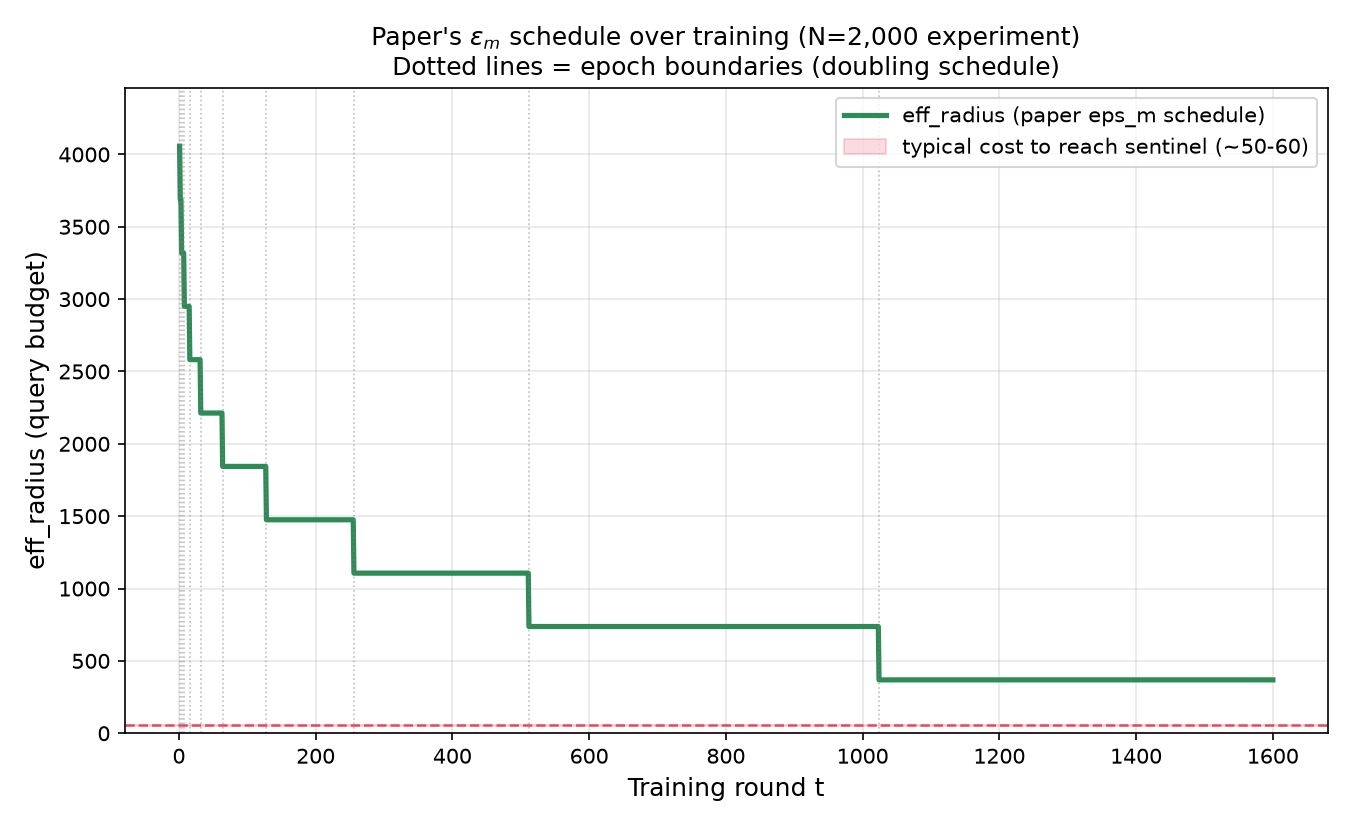 Paper's εₘ schedule over training (N=2,000 experiment)
Dotted lines = epoch boundaries (doubling schedule)
eff_radius (paper eps_m schedule)
typical cost to reach sentinel (~50-60)
eff_radius (query budget)
4000
3500
3000
2500
2000
1500
1000
500
0
0 200 400 600 800 1000 1200 1400 1600
Training round t